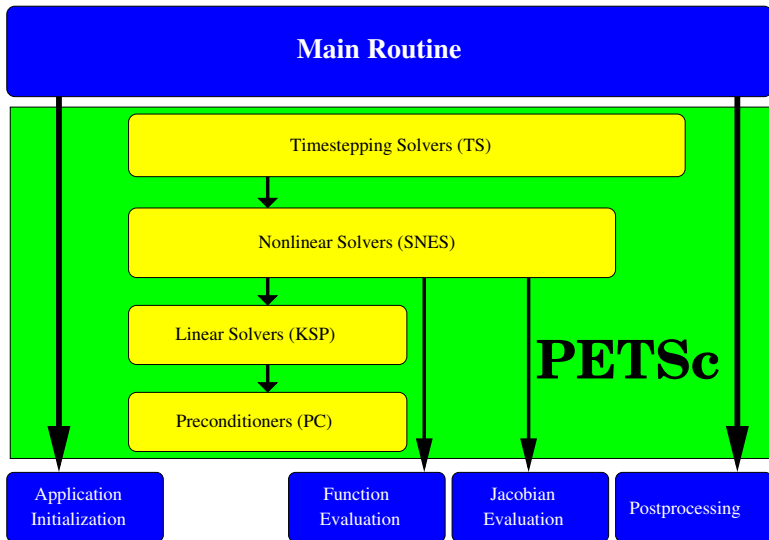 Main Routine
Timestepping Solvers (TS)
Nonlinear Solvers (SNES)
Linear Solvers (KSP)
PETSc
Preconditioners (PC)
Application
Initialization
Function
Evaluation
Jacobian
Evaluation
Postprocessing